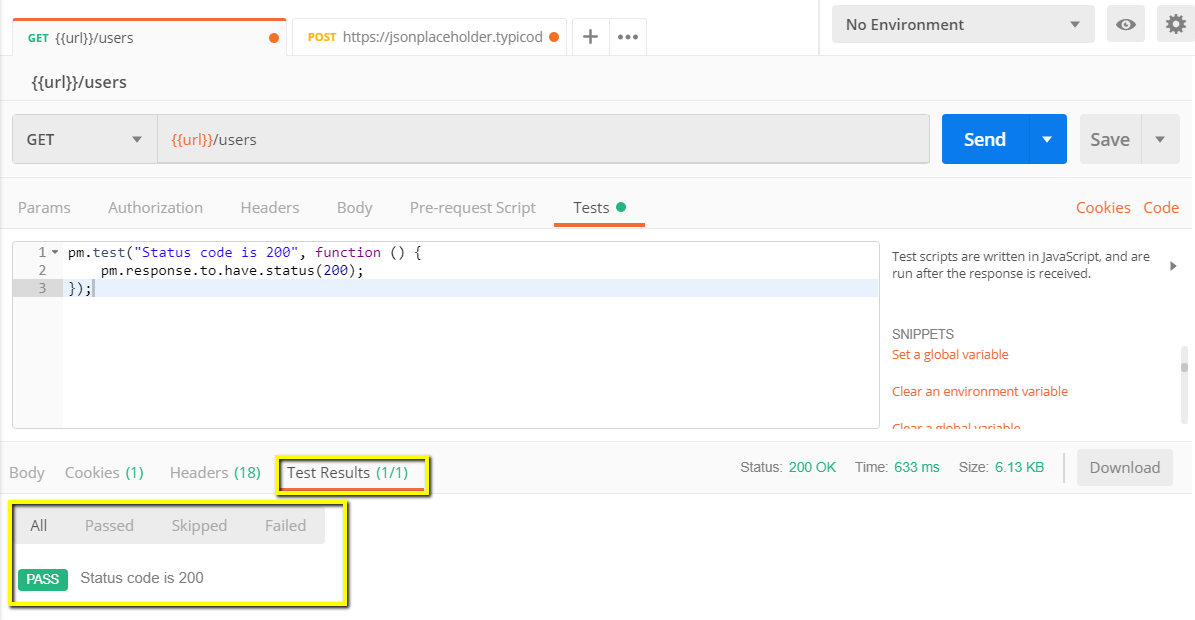 GET {{url}}/users
POST https://jsonplaceholder.typicod
No Environment
{{url}}/users
GET
{{url}}/users
Send
Save
Params Authorization Headers Body Pre-request Script Tests
Cookies Code
1 pm.test("Status code is 200", function () {
2 pm.response.to.have.status(200);
3 });
Test scripts are written in JavaScript, and are
run after the response is received.
SNIPPETS
Set a global variable
Clear an environment variable
Clear a global variable
Body Cookies (1) Headers (18) Test Results (1/1)
Status: 200 OK Time: 633 ms Size: 6.13 KB
Download
All Passed Skipped Failed
PASS Status code is 200